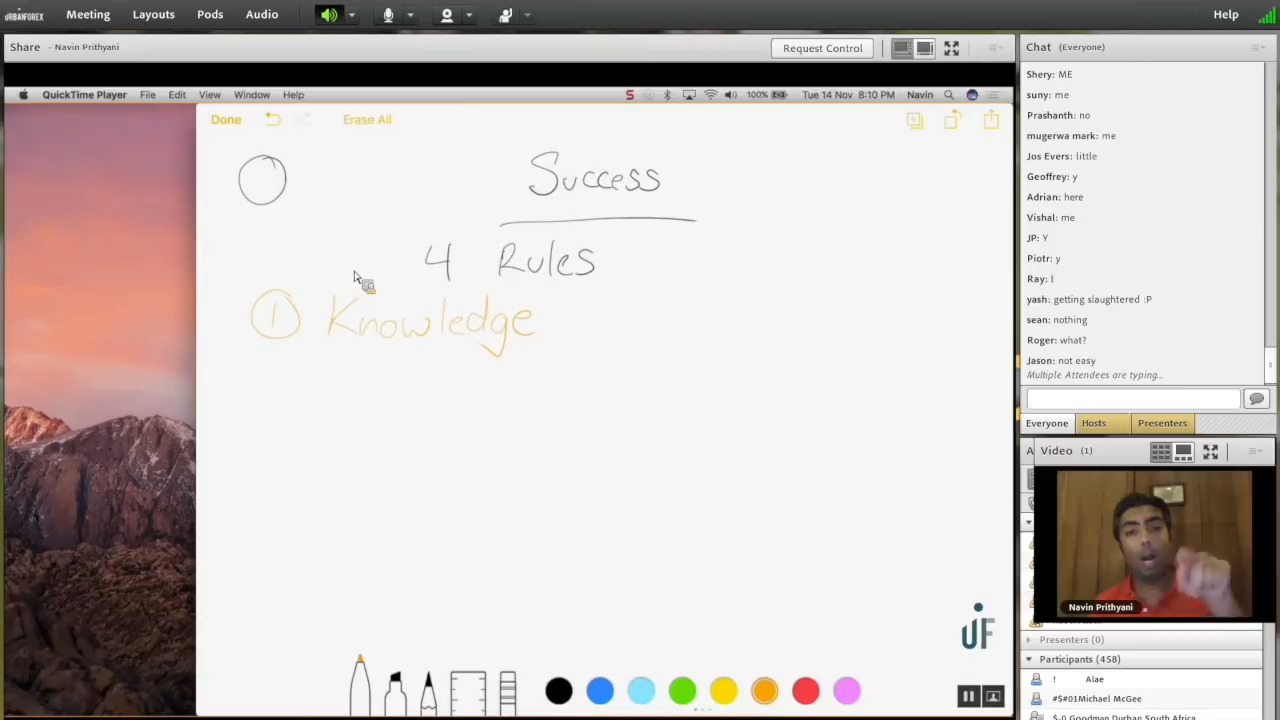 URBANFOREX
Meeting Layouts Pods Audio Help
Share - Navin Prithyani
Request Control
QuickTime Player File Edit View Window Help
100% Tue 14 Nov 8:10 PM Navin
Done Erase All
Success
4 Rules
1 Knowledge
UF
Chat (Everyone)
Shery: ME
suny: me
Prashanth: no
mugerwa mark: me
Jos Evers: little
Geoffrey: y
Adrian: here
Vishal: me
JP: Y
Piotr: y
Ray: I
yash: getting slaughtered :P
sean: nothing
Roger: what?
Jason: not easy
Multiple Attendees are typing...
Everyone Hosts Presenters
A Video (1)
Navin Prithyani
Presenters (0)
Participants (458)
! Alae
#$#01Michael McGee
$-0 Goodman Durban South Africa